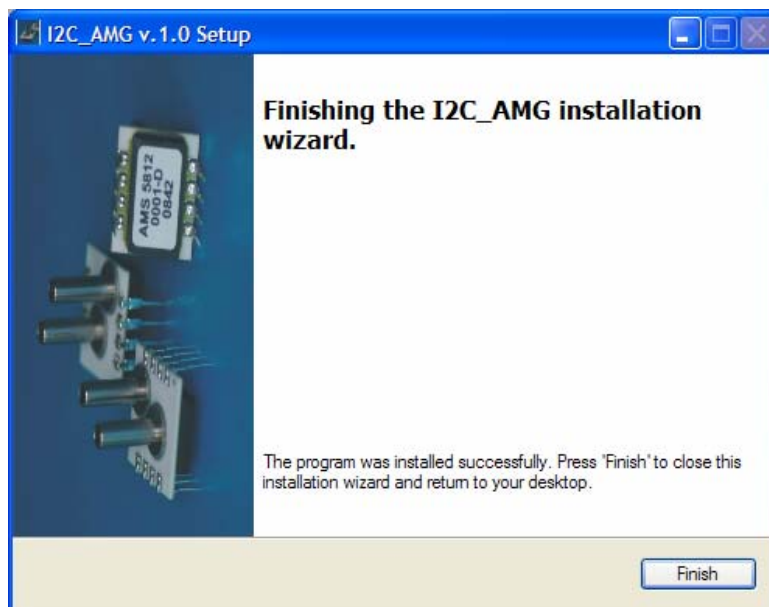 I2C_AMG v.1.0 Setup
Finishing the I2C_AMG installation
wizard.
AMS 5812
0001-D
0842
The program was installed successfully. Press 'Finish' to close this
installation wizard and return to your desktop.
Finish